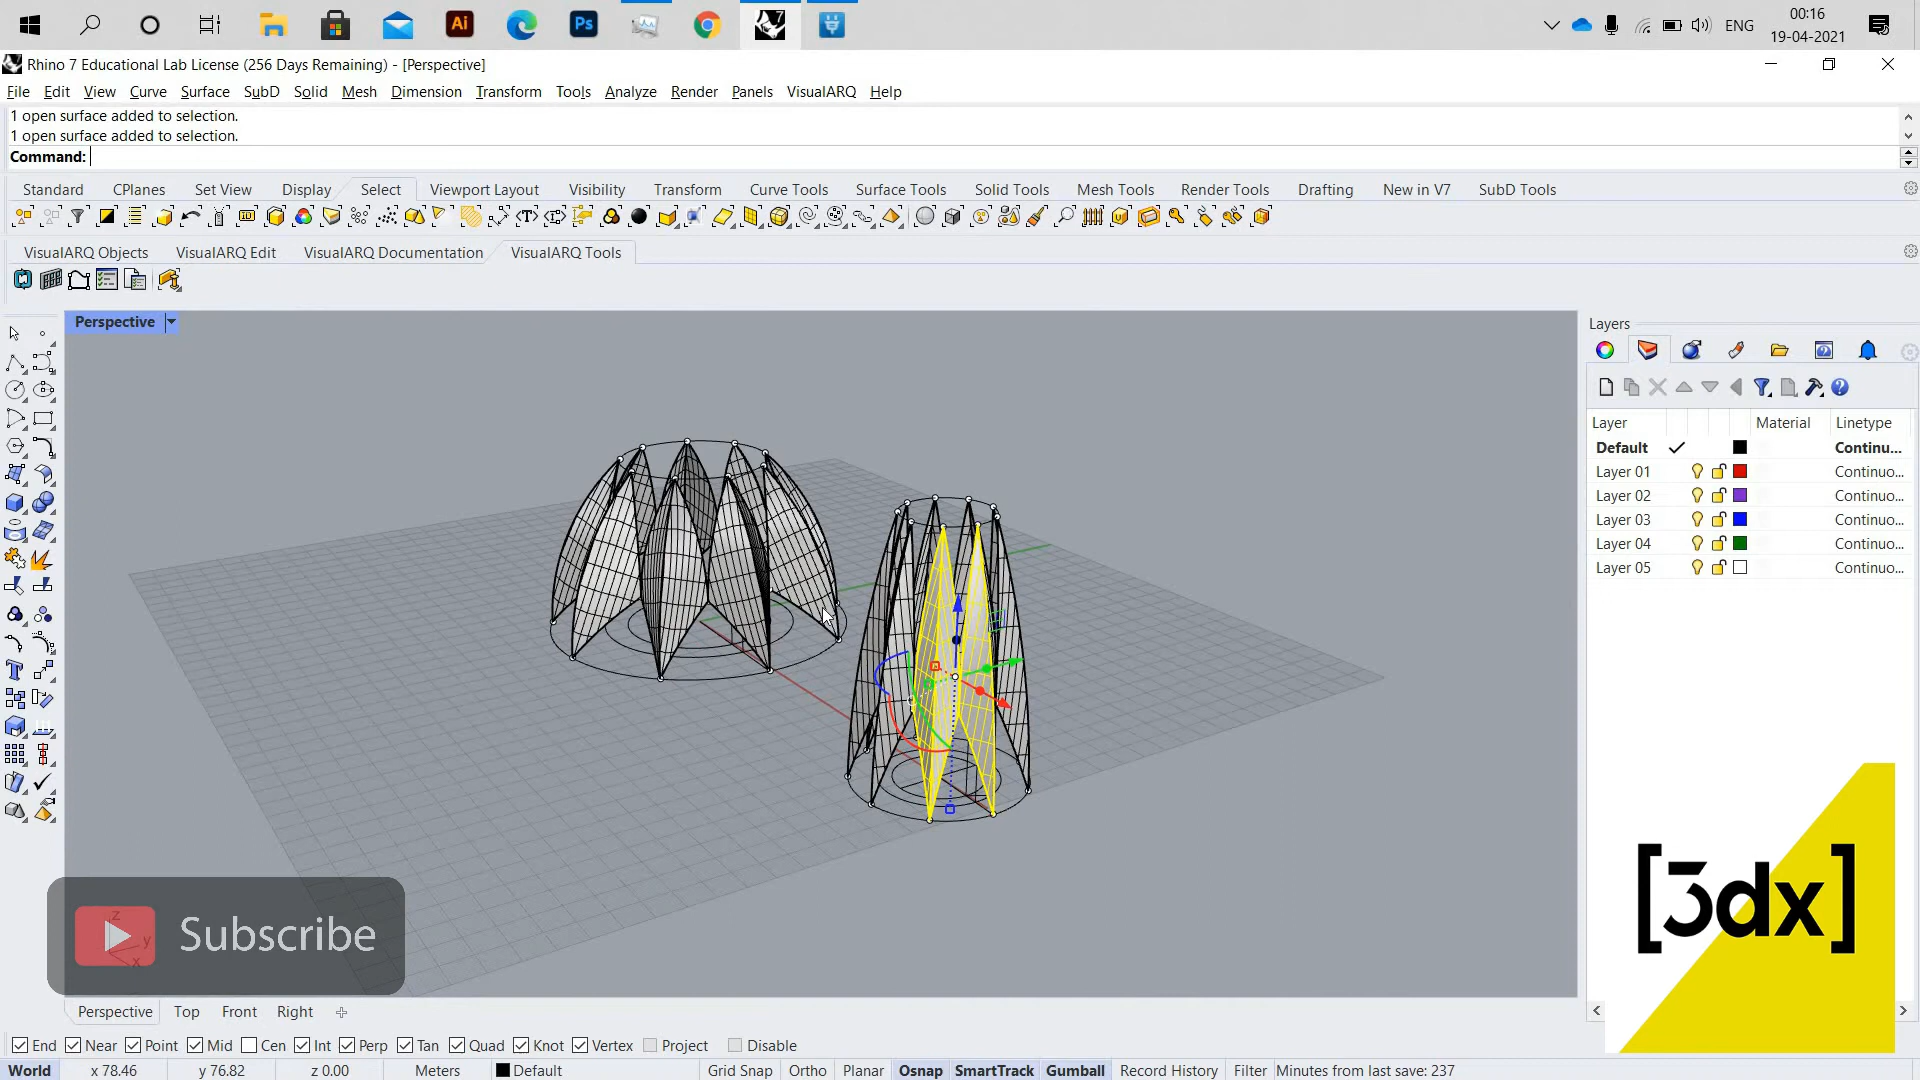 Ai
Ps
7
ENG
00:16
19-04-2021
Rhino 7 Educational Lab License (256 Days Remaining) - [Perspective]
File Edit View Curve Surface SubD Solid Mesh Dimension Transform Tools Analyze Render Panels VisualARQ Help
1 open surface added to selection.
1 open surface added to selection.
Command:
Standard CPlanes Set View Display Select Viewport Layout Visibility Transform Curve Tools Surface Tools Solid Tools Mesh Tools Render Tools Drafting New in V7 SubD Tools
VisualARQ Objects VisualARQ Edit VisualARQ Documentation VisualARQ Tools
Perspective
Layers
Layer Material Linetype
Default Continu...
Layer 01 Continuo...
Layer 02 Continuo...
Layer 03 Continuo...
Layer 04 Continuo...
Layer 05 Continuo...
[3dx]
z
y
x
Subscribe
Perspective Top Front Right
End Near Point Mid Cen Int Perp Tan Quad Knot Vertex Project Disable
World x 78.46 y 76.82 z 0.00 Meters Default Grid Snap Ortho Planar Osnap SmartTrack Gumball Record History Filter Minutes from last save: 237